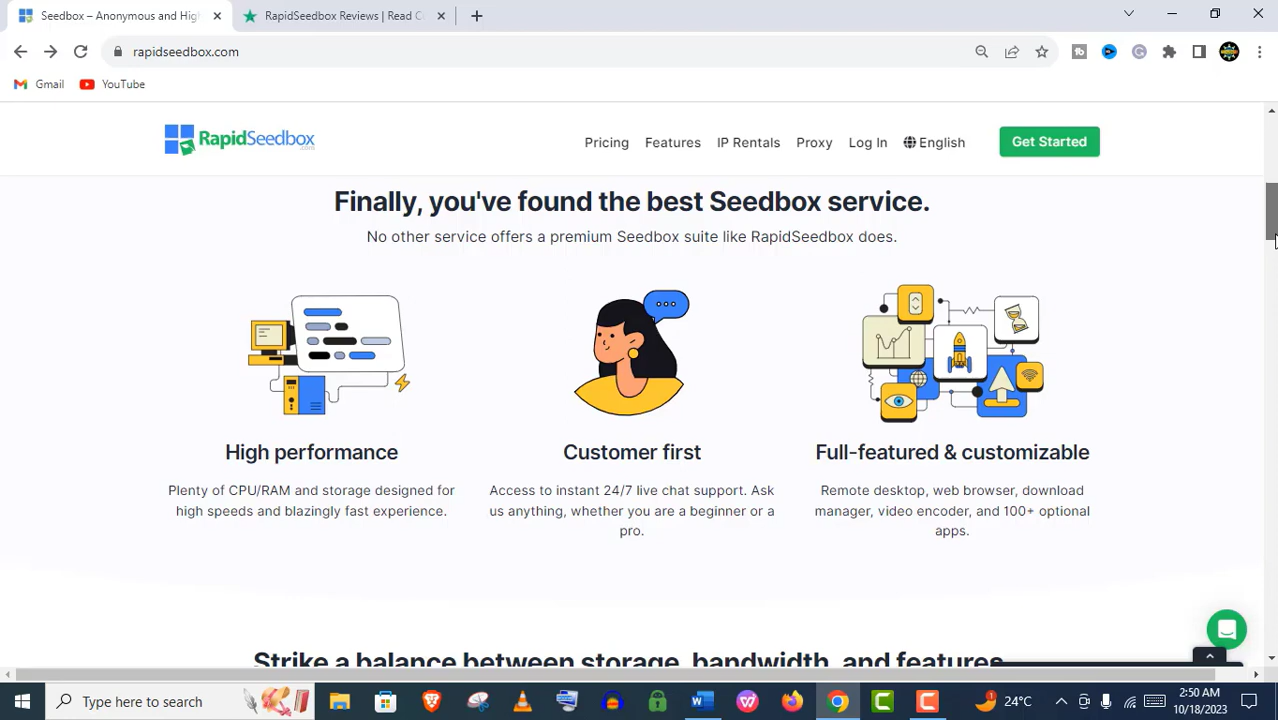 Seedbox – Anonymous and Hig
RapidSeedbox Reviews | Read C
rapidseedbox.com
Gmail
YouTube
RapidSeedbox
.com
Pricing
Features
IP Rentals
Proxy
Log In
English
Get Started
Finally, you've found the best Seedbox service.
No other service offers a premium Seedbox suite like RapidSeedbox does.
High performance
Plenty of CPU/RAM and storage designed for
high speeds and blazingly fast experience.
Customer first
Access to instant 24/7 live chat support. Ask
us anything, whether you are a beginner or a
pro.
Full-featured & customizable
Remote desktop, web browser, download
manager, video encoder, and 100+ optional
apps.
Strike a balance between storage, bandwidth, and features
Type here to search
1
24°C
2:50 AM
10/18/2023